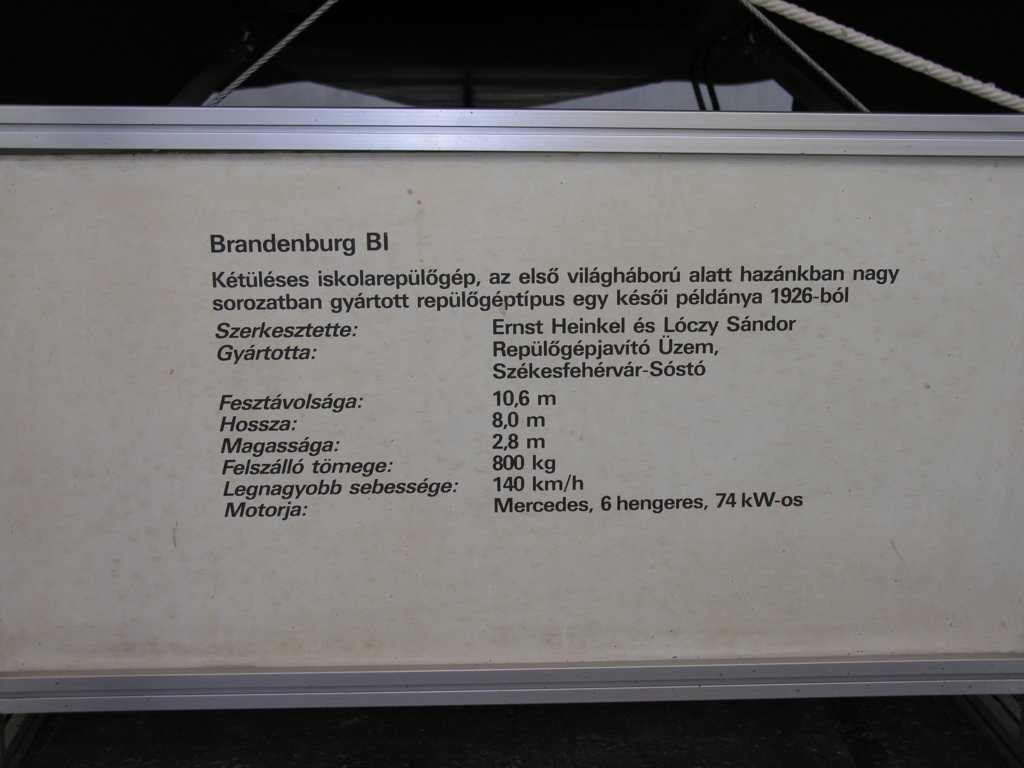 Brandenburg BI
Kétüléses iskolarepülőgép, az első világháború alatt hazánkban nagy
sorozatban gyártott repülőgéptípus egy késői példánya 1926-ból
Szerkesztette: Ernst Heinkel és Lóczy Sándor
Gyártotta: Repülőgépjavító Üzem,
Székesfehérvár-Sóstó
Fesztávolsága: 10,6 m
Hossza: 8,0 m
Magassága: 2,8 m
Felszálló tömege: 800 kg
Legnagyobb sebessége: 140 km/h
Motorja: Mercedes, 6 hengeres, 74 kW-os